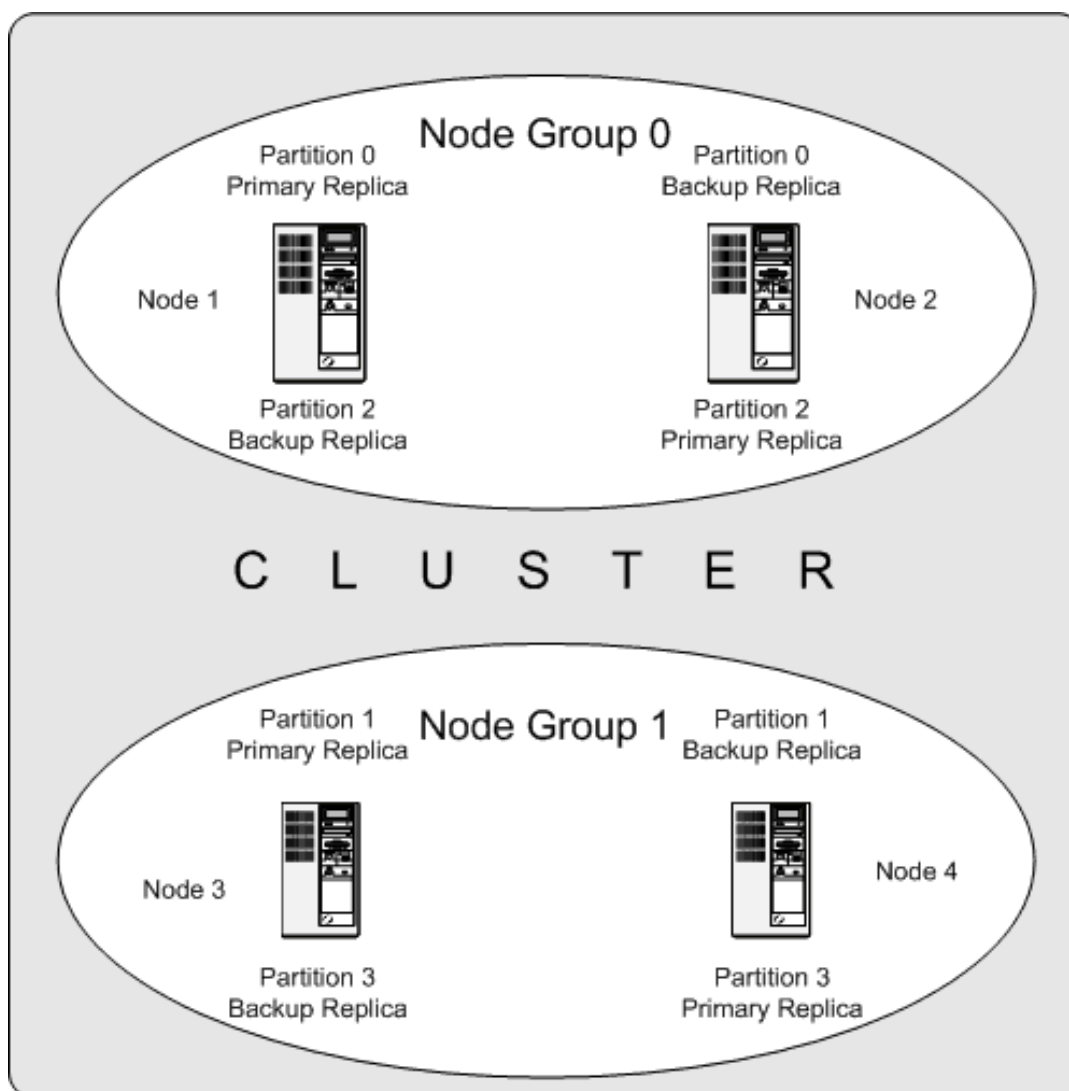 Node Group 0
Partition 0
Primary Replica
Partition 0
Backup Replica
Node 1
Node 2
Partition 2
Backup Replica
Partition 2
Primary Replica
C L U S T E R
Node Group 1
Partition 1
Primary Replica
Partition 1
Backup Replica
Node 3
Node 4
Partition 3
Backup Replica
Partition 3
Primary Replica